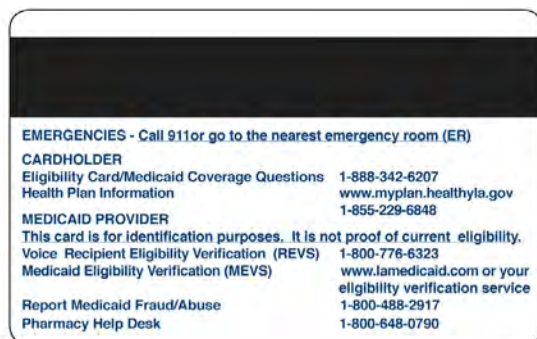 EMERGENCIES - Call 911or go to the nearest emergency room (ER)
CARDHOLDER
Eligibility Card/Medicaid Coverage Questions 1-888-342-6207
Health Plan Information www.myplan.healthyla.gov
1-855-229-6848
MEDICAID PROVIDER
This card is for identification purposes. It is not proof of current eligibility.
Voice Recipient Eligibility Verification (REVS) 1-800-776-6323
Medicaid Eligibility Verification (MEVS) www.lamedicaid.com or your
eligibility verification service
Report Medicaid Fraud/Abuse 1-800-488-2917
Pharmacy Help Desk 1-800-648-0790